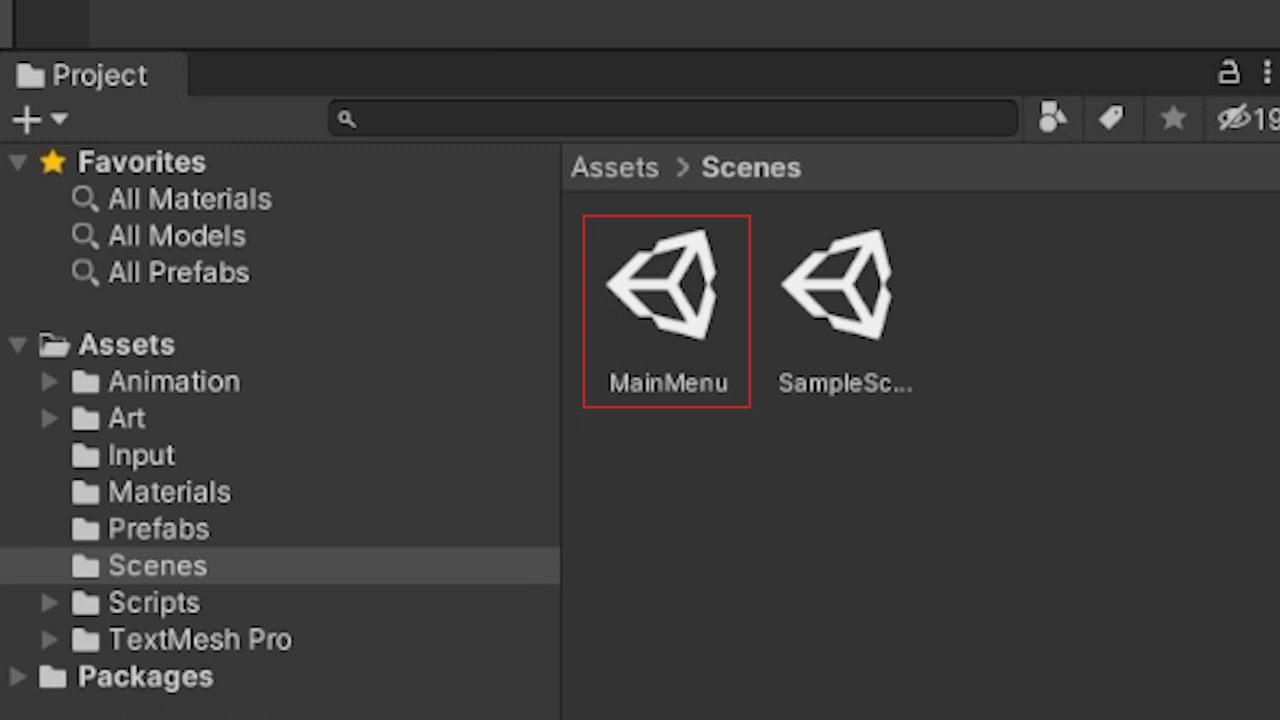 Project
19
Favorites
All Materials
All Models
All Prefabs
Assets
Animation
Art
Input
Materials
Prefabs
Scenes
Scripts
TextMesh Pro
Packages
Assets > Scenes
MainMenu
SampleSc...